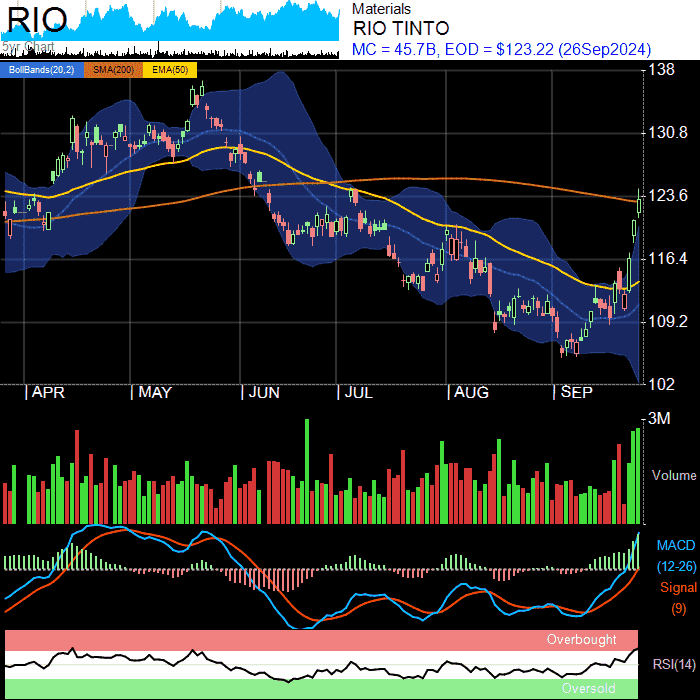 RIO
5yr Chart
Materials
RIO TINTO
MC = 45.7B, EOD = $123.22 (26Sep2024)
BollBands(20,2) SMA(200) EMA(50)
138
130.8
123.6
116.4
109.2
102
APR MAY JUN JUL AUG SEP
3M
Volume
MACD
(12-26)
Signal
(9)
Overbought
RSI(14)
Oversold